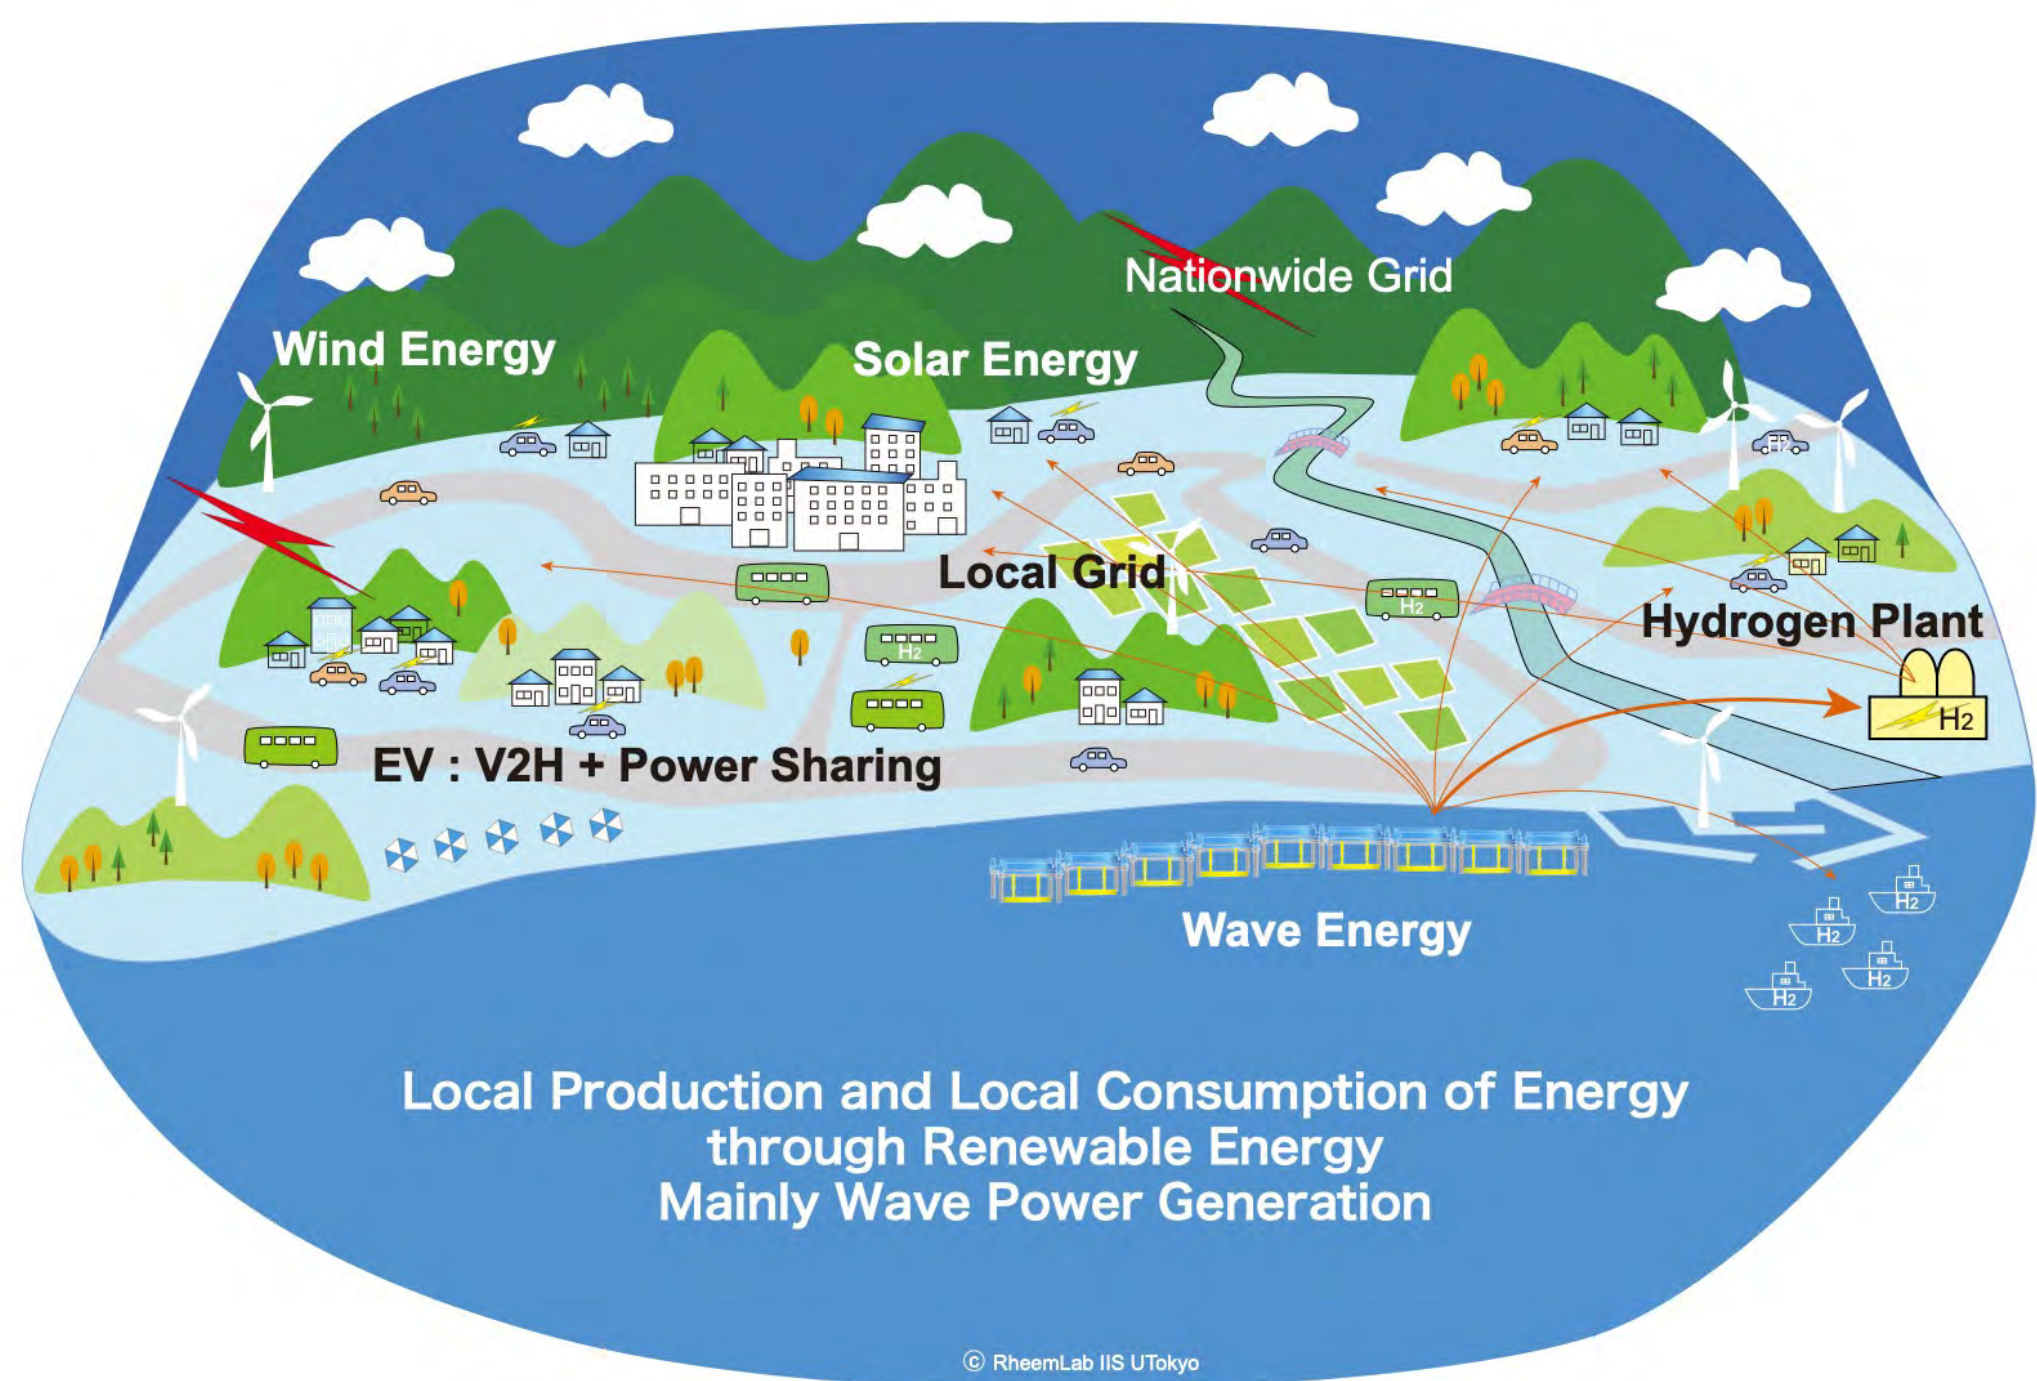 Nationwide Grid
Wind Energy
Solar Energy
H2
Local Grid
H2
Hydrogen Plant
H2
H2
EV : V2H + Power Sharing
Wave Energy
H2
H2
H2
H2
Local Production and Local Consumption of Energy
through Renewable Energy
Mainly Wave Power Generation
© RheemLab IIS UTokyo